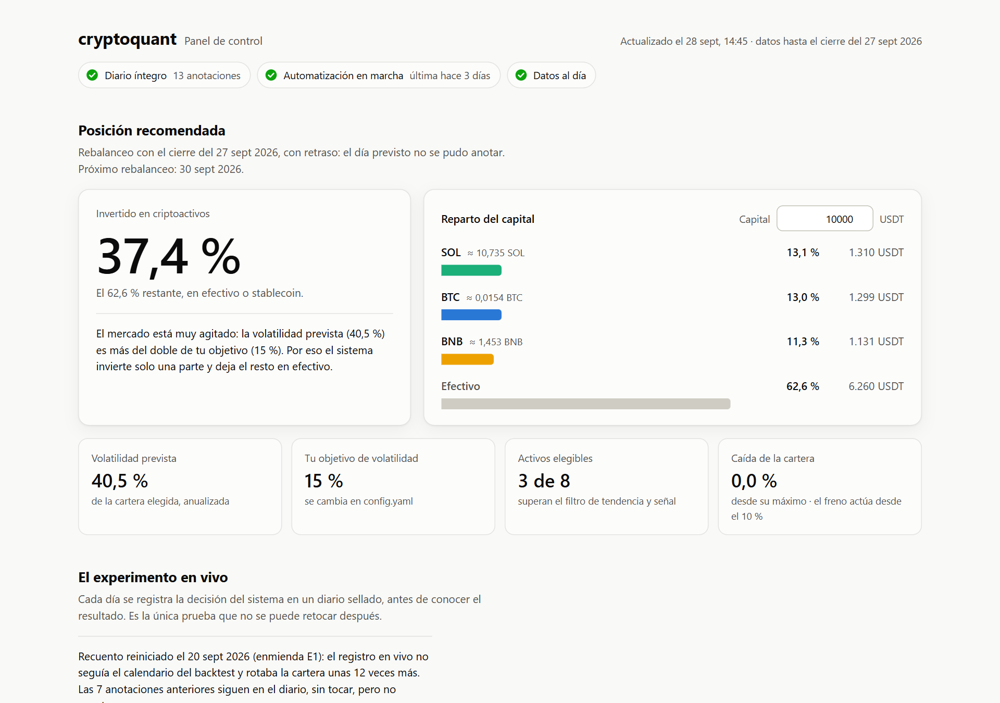 cryptoquant Panel de control
Actualizado el 28 sept, 14:45 · datos hasta el cierre del 27 sept 2026
Diario íntegro 13 anotaciones
Automatización en marcha última hace 3 días
Datos al día
Posición recomendada
Rebalanceo con el cierre del 27 sept 2026, con retraso: el día previsto no se pudo anotar.
Próximo rebalanceo: 30 sept 2026.
Invertido en criptoactivos
37,4 %
El 62,6 % restante, en efectivo o stablecoin.
El mercado está muy agitado: la volatilidad prevista (40,5 %)
es más del doble de tu objetivo (15 %). Por eso el sistema
invierte solo una parte y deja el resto en efectivo.
Reparto del capital
Capital 10000 USDT
SOL ≈ 10,735 SOL 13,1 % 1.310 USDT
BTC ≈ 0,0154 BTC 13,0 % 1.299 USDT
BNB ≈ 1,453 BNB 11,3 % 1.131 USDT
Efectivo 62,6 % 6.260 USDT
Volatilidad prevista
40,5 %
de la cartera elegida, anualizada
Tu objetivo de volatilidad
15 %
se cambia en config.yaml
Activos elegibles
3 de 8
superan el filtro de tendencia y señal
Caída de la cartera
0,0 %
desde su máximo · el freno actúa desde
el 10 %
El experimento en vivo
Cada día se registra la decisión del sistema en un diario sellado, antes de conocer el
resultado. Es la única prueba que no se puede retocar después.
Recuento reiniciado el 20 sept 2026 (enmienda E1): el registro en vivo no
seguía el calendario del backtest y rotaba la cartera unas 12 veces más.
Las 7 anotaciones anteriores siguen en el diario, sin tocar, pero no